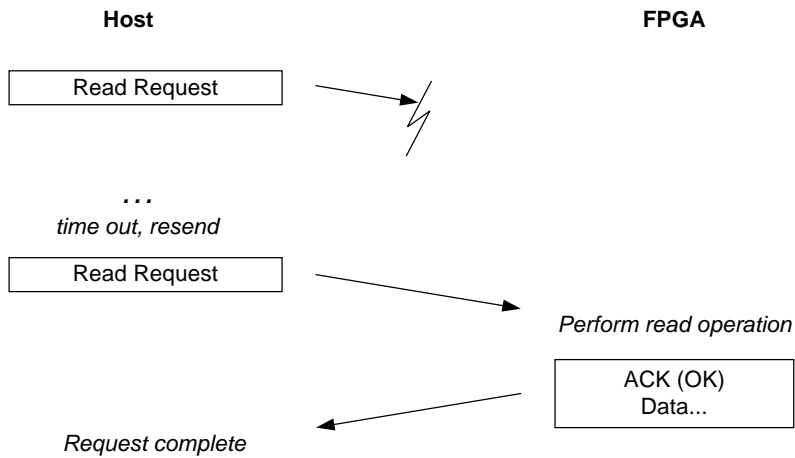 Host
FPGA
Read Request
...
time out, resend
Read Request
Perform read operation
ACK (OK)
Data...
Request complete